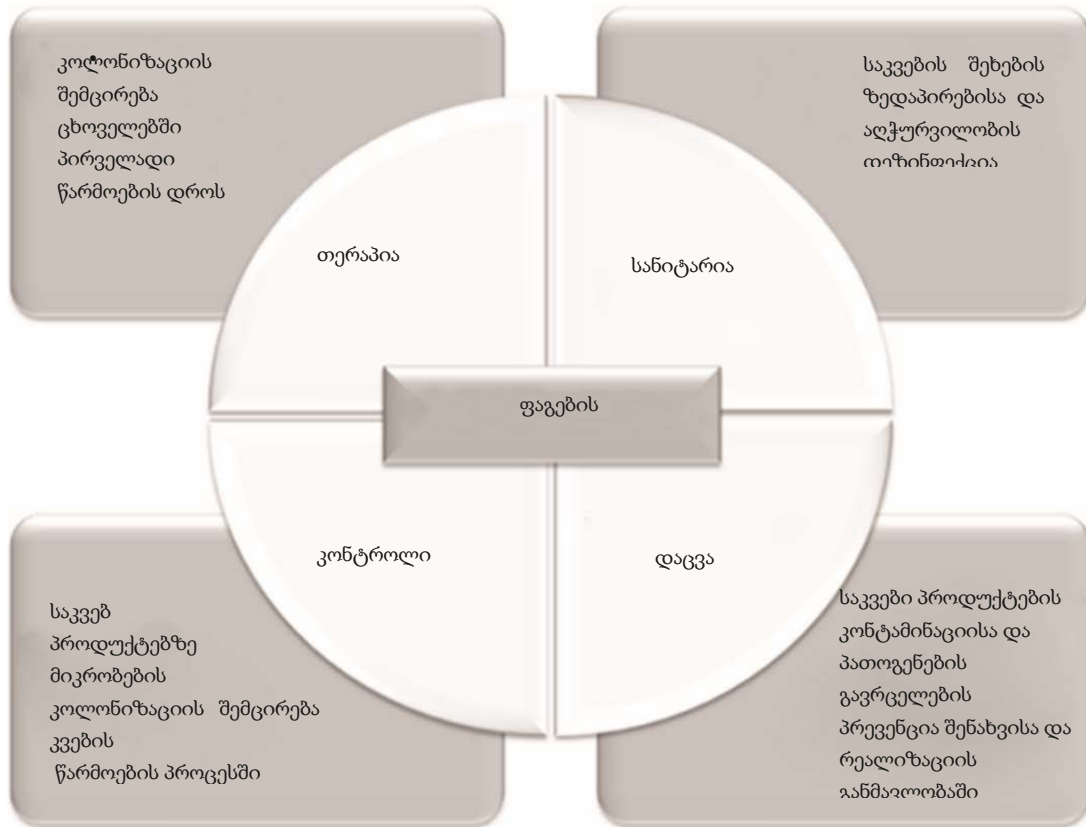 კოლონიზაციის
შემცირება
ცხოველებში
პირველადი
წარმოების დროს
საკვების შეხების
ზედაპირებისა და
აღჭურვილობის
დეზინფექცია
თერაპია
სანიტარია
ფაგების
კონტროლი
დაცვა
საკვებ
პროდუქტებზე
მიკრობების
კოლონიზაციის შემცირება
კვების
წარმოების პროცესში
საკვები პროდუქტების
კონტამინაციისა და
პათოგენების
გავრცელების
პრევენცია შენახვისა და
რეალიზაციის
განმავლობაში